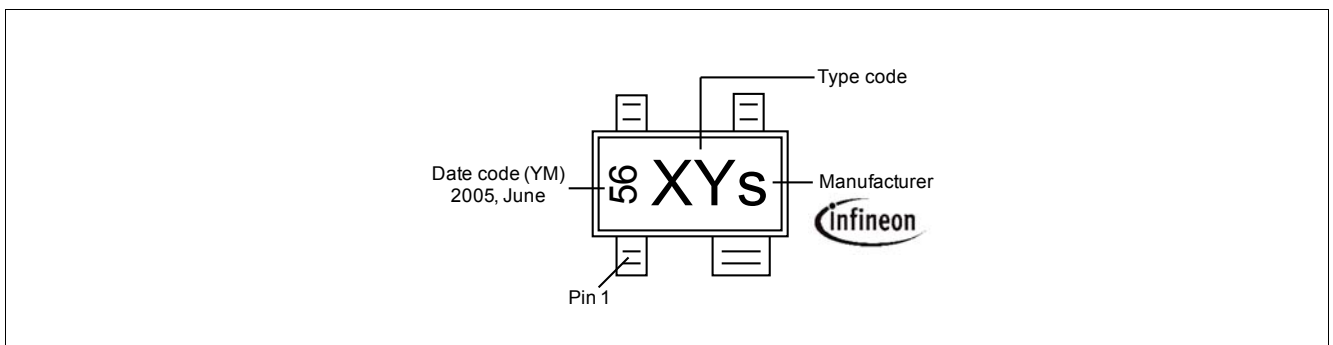 Type code
Date code (YM)
2005, June
56
XYs
Manufacturer
infineon
Pin 1